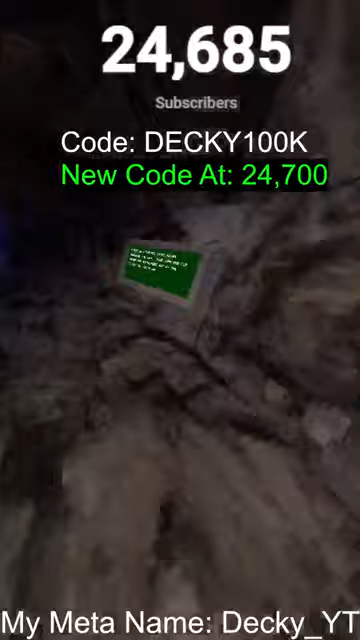 24,685
Subscribers
Code: DECKY100K
New Code At: 24,700
My Meta Name: Decky_YT